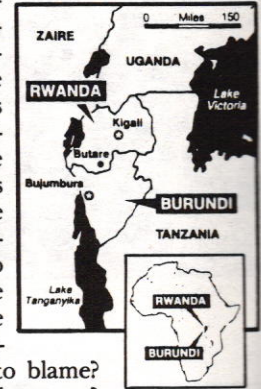 0 Miles 150
ZAIRE
UGANDA
RWANDA
Lake
Victoria
Kigali
Butare
Bujumbura
BURUNDI
TANZANIA
Lake
Tanganyika
RWANDA
BURUNDI
to blame?